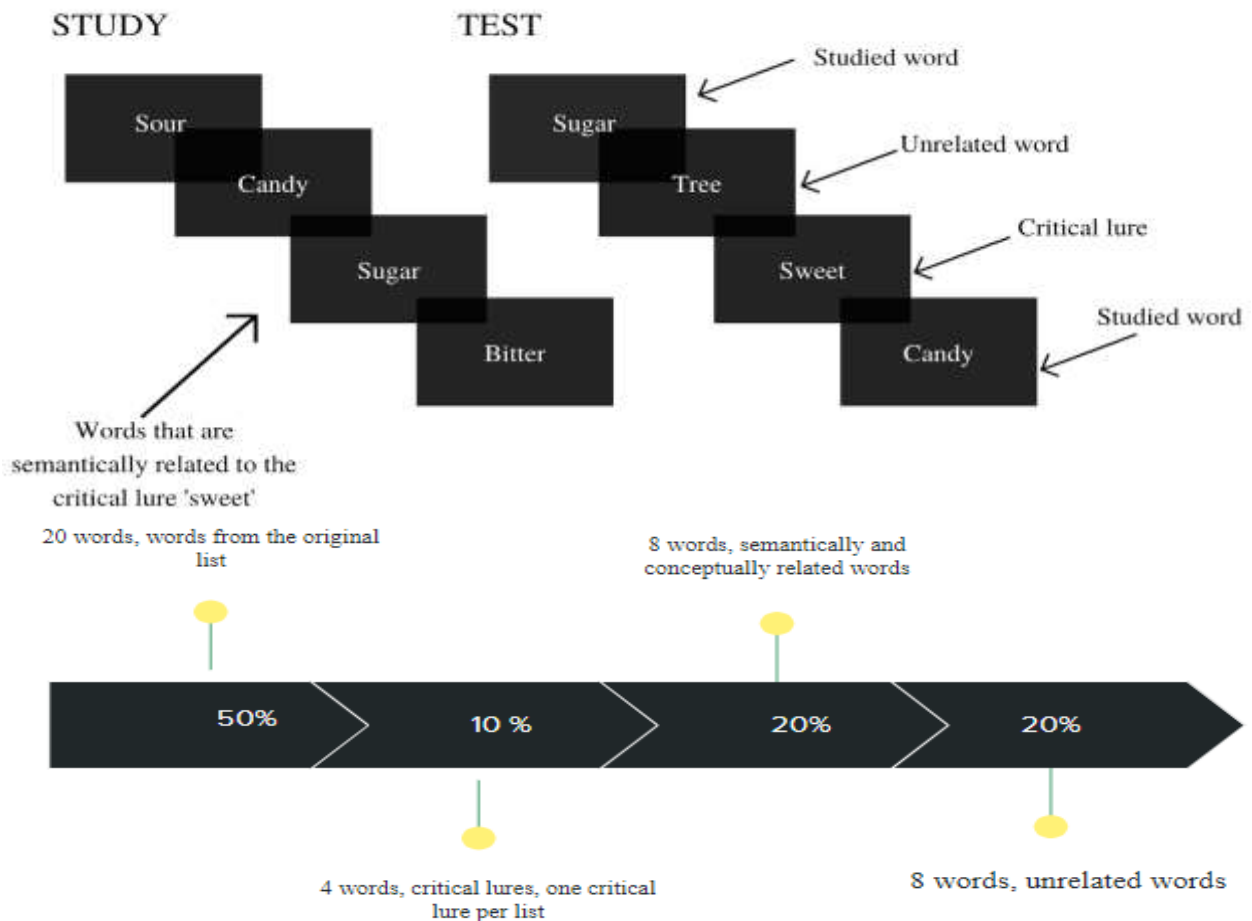 STUDY
TEST
Sour
Candy
Sugar
Bitter
Words that are
semantically related to the
critical lure 'sweet'
Sugar
Tree
Sweet
Candy
Studied word
Unrelated word
Critical lure
Studied word
20 words, words from the original
list
8 words, semantically and
conceptually related words
50%
10 %
20%
20%
4 words, critical lures, one critical
lure per list
8 words, unrelated words